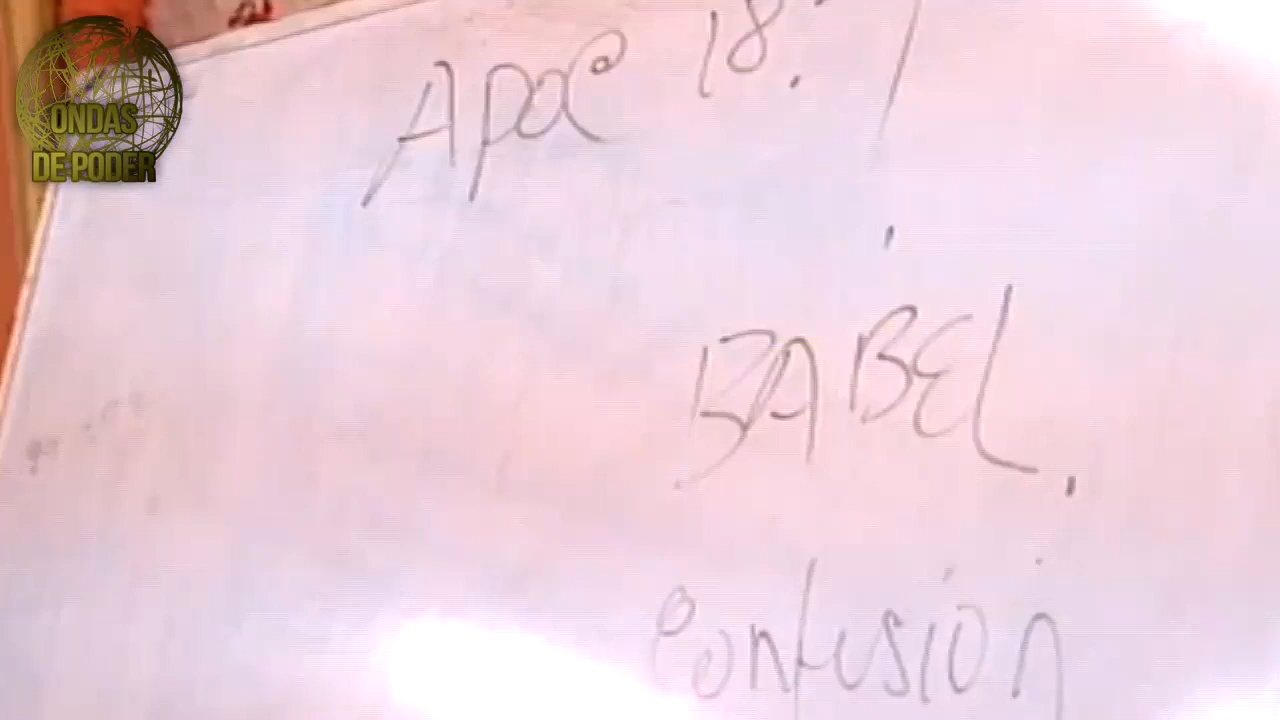 ONDAS
DE PODER
APOC 18:
BABEL.
Confusión